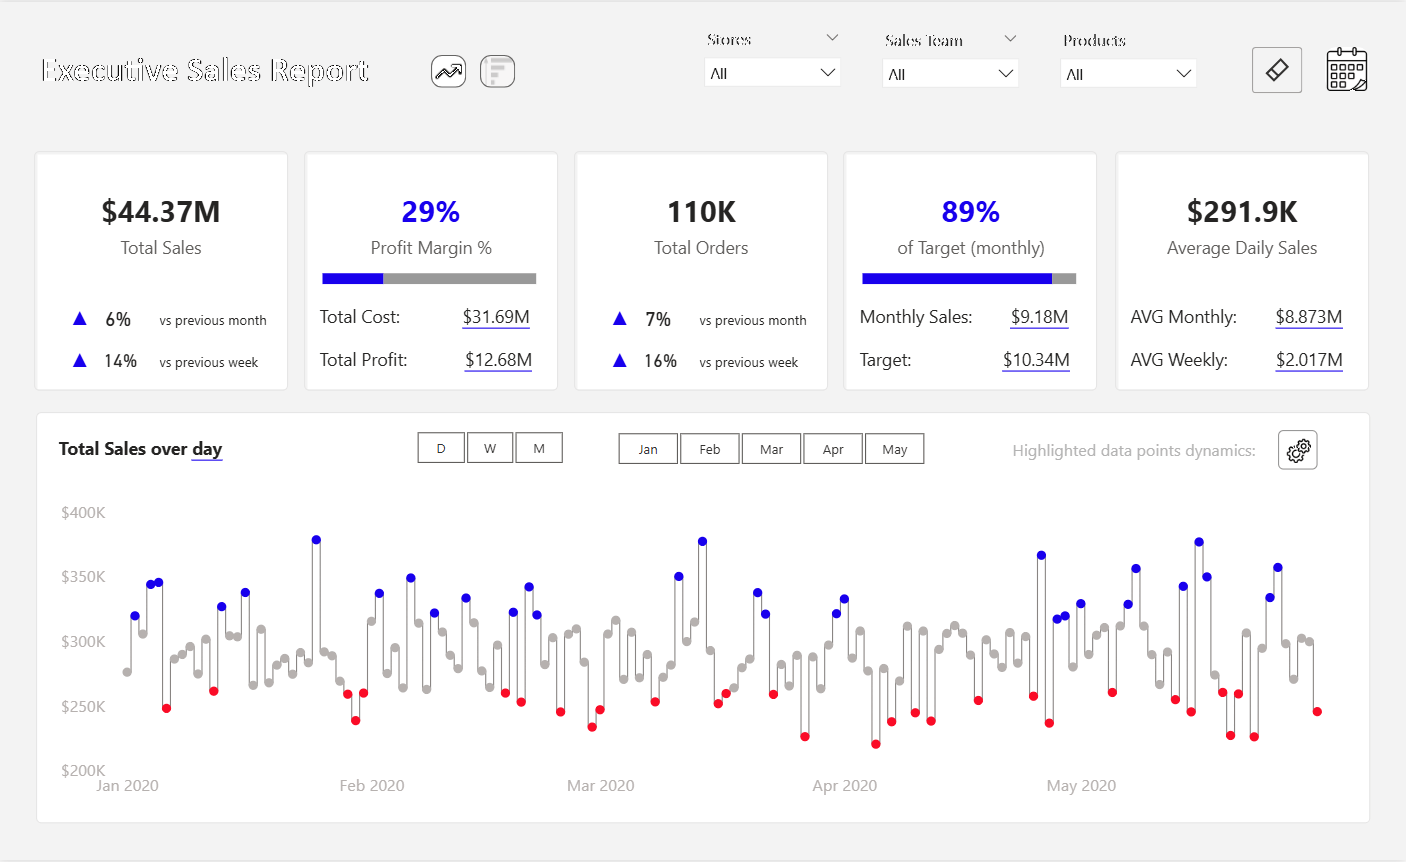 Executive Sales Report
Stores
Sales Team
Products
All
All
All
$44.37M
Total Sales
6% vs previous month
14% vs previous week
29%
Profit Margin %
Total Cost: $31.69M
Total Profit: $12.68M
110K
Total Orders
7% vs previous month
16% vs previous week
89%
of Target (monthly)
Monthly Sales: $9.18M
Target: $10.34M
$291.9K
Average Daily Sales
AVG Monthly: $8.873M
AVG Weekly: $2.017M
Total Sales over day
D W M
Jan Feb Mar Apr May
Highlighted data points dynamics:
$400K
$350K
$300K
$250K
$200K
Jan 2020 Feb 2020 Mar 2020 Apr 2020 May 2020